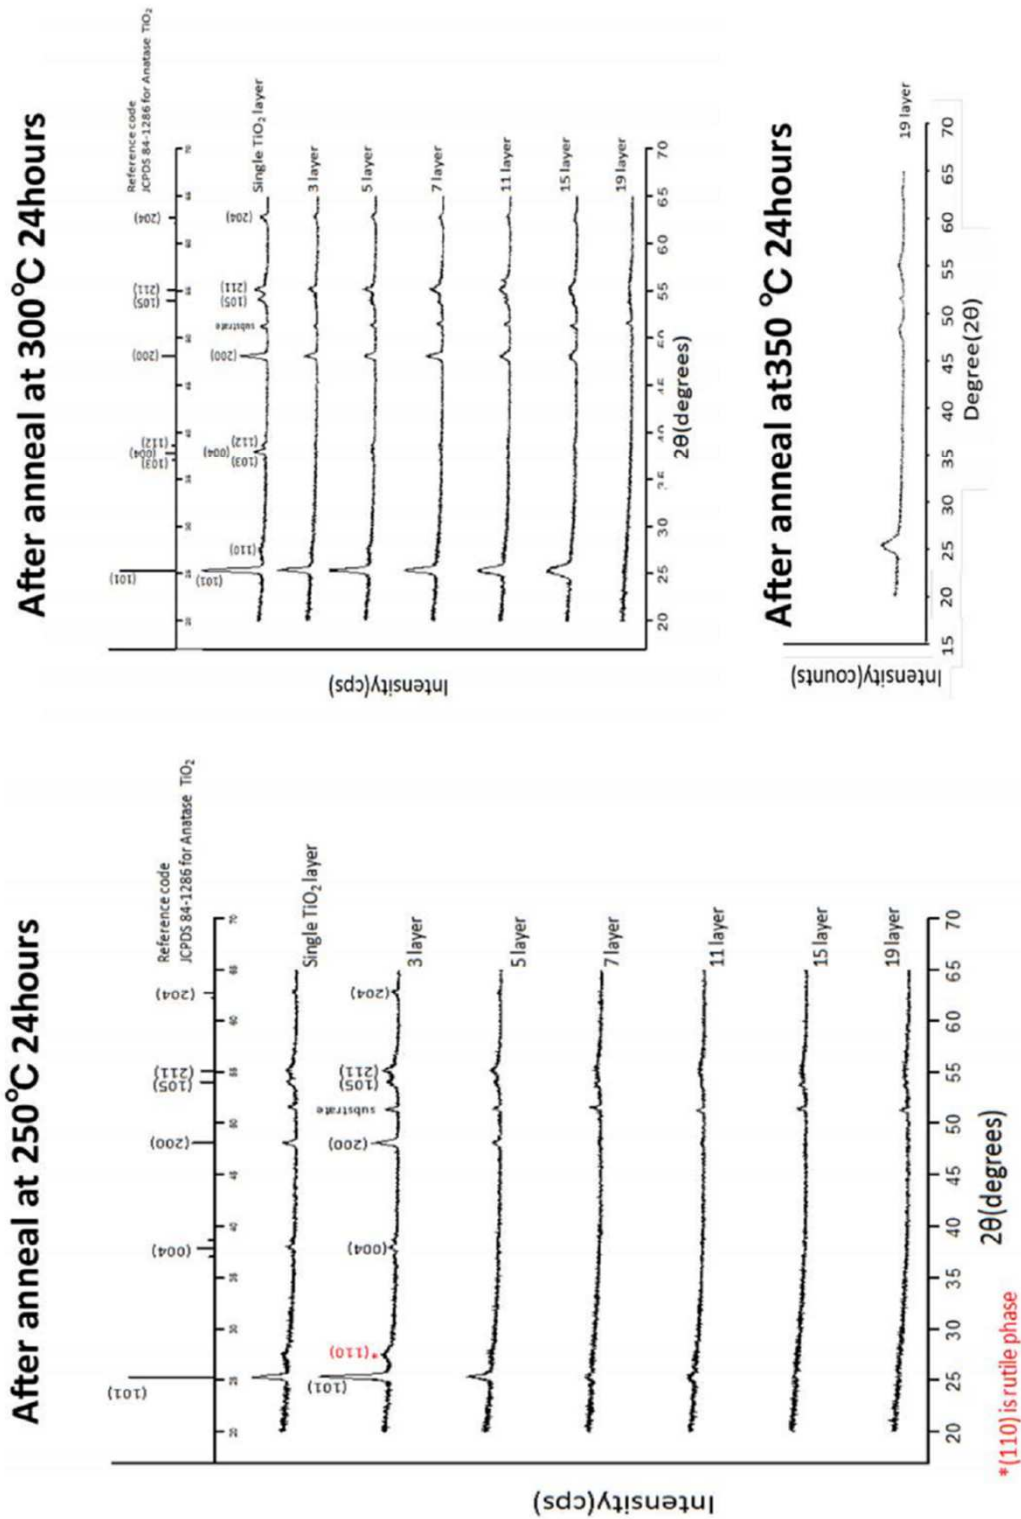 After anneal at 250°C 24hours
Reference code
JCPDS 84-1286 for Anatase TiO₂
(101)
(004)
(200)
(105)
(211)
(204)
20
25
30
35
40
45
50
55
60
65
70
Single TiO₂ layer
(101)
*(110)
(004)
(200)
substrate
(105)
(211)
(204)
3 layer
5 layer
7 layer
11 layer
15 layer
19 layer
20 25 30 35 40 45 50 55 60 65 70
2θ(degrees)
Intensity(cps)
*(110) is rutile phase
After anneal at 300°C 24hours
Reference code
JCPDS 84-1286 for Anatase TiO₂
(101)
(103)
(004)
(112)
(200)
(105)
(211)
(204)
Single TiO₂ layer
(101)
(110)
(103)
(004)
(112)
(200)
substrate
(105)
(211)
(204)
3 layer
5 layer
7 layer
11 layer
15 layer
19 layer
20 25 30 55 60 65 70
2θ(degrees)
Intensity(cps)
After anneal at350 °C 24hours
19 layer
15 20 25 30 35 40 45 50 55 60 65 70
Degree(2θ)
Intensity(counts)